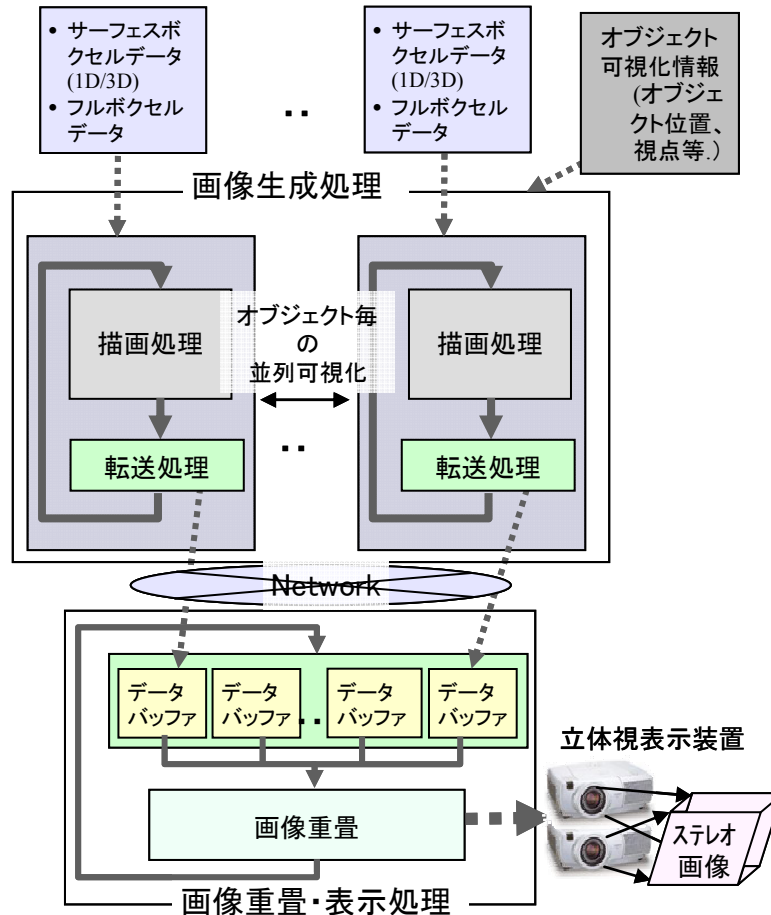 • サーフェスボ
クセルデータ
(1D/3D)
• フルボクセル
データ
‥
• サーフェスボ
クセルデータ
(1D/3D)
• フルボクセル
データ
オブジェクト
可視化情報
(オブジェ
クト位置、
視点等.)
画像生成処理
描画処理
転送処理
オブジェクト毎
の
並列可視化
‥
描画処理
転送処理
Network
データ
バッファ
データ
バッファ
‥
データ
バッファ
データ
バッファ
画像重畳
画像重畳・表示処理
立体視表示装置
ステレオ
画像